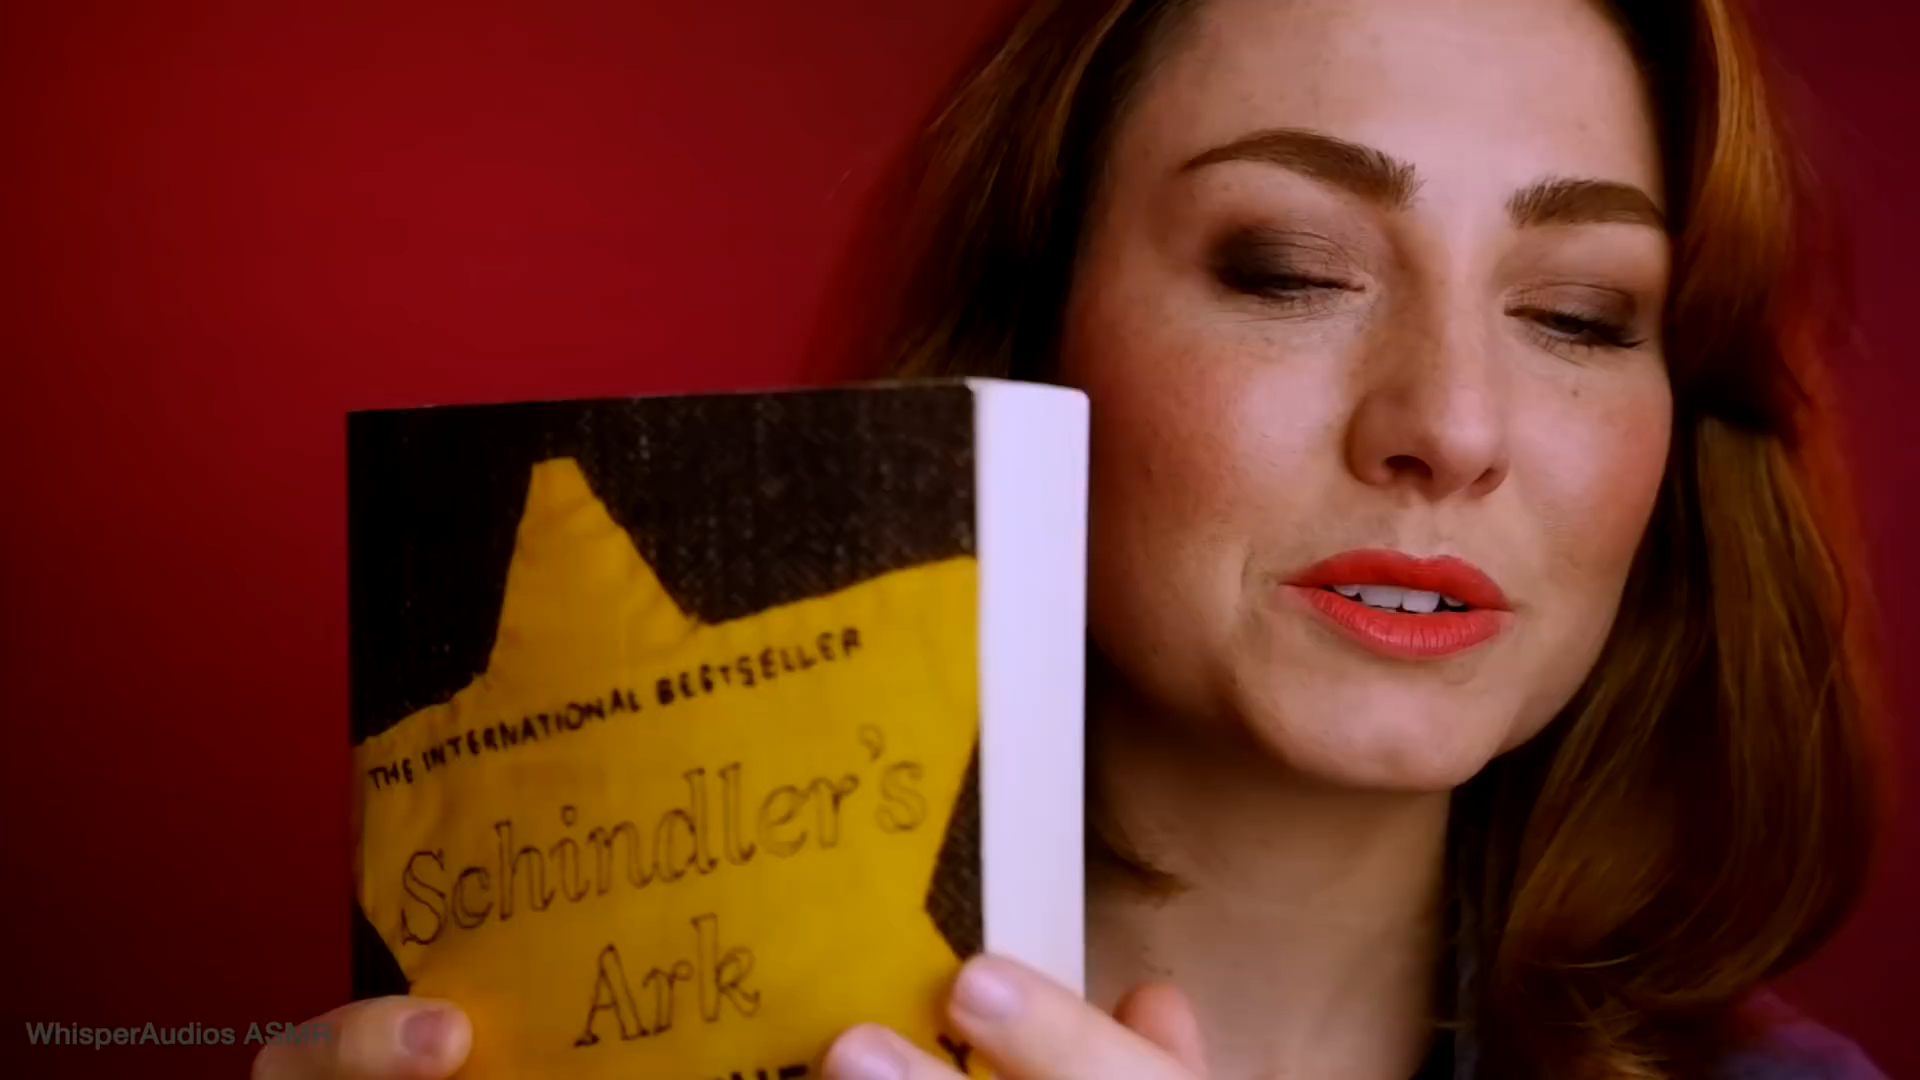 THE INTERNATIONAL BESTSELLER
Schindler's
Ark
WhisperAudios ASMR